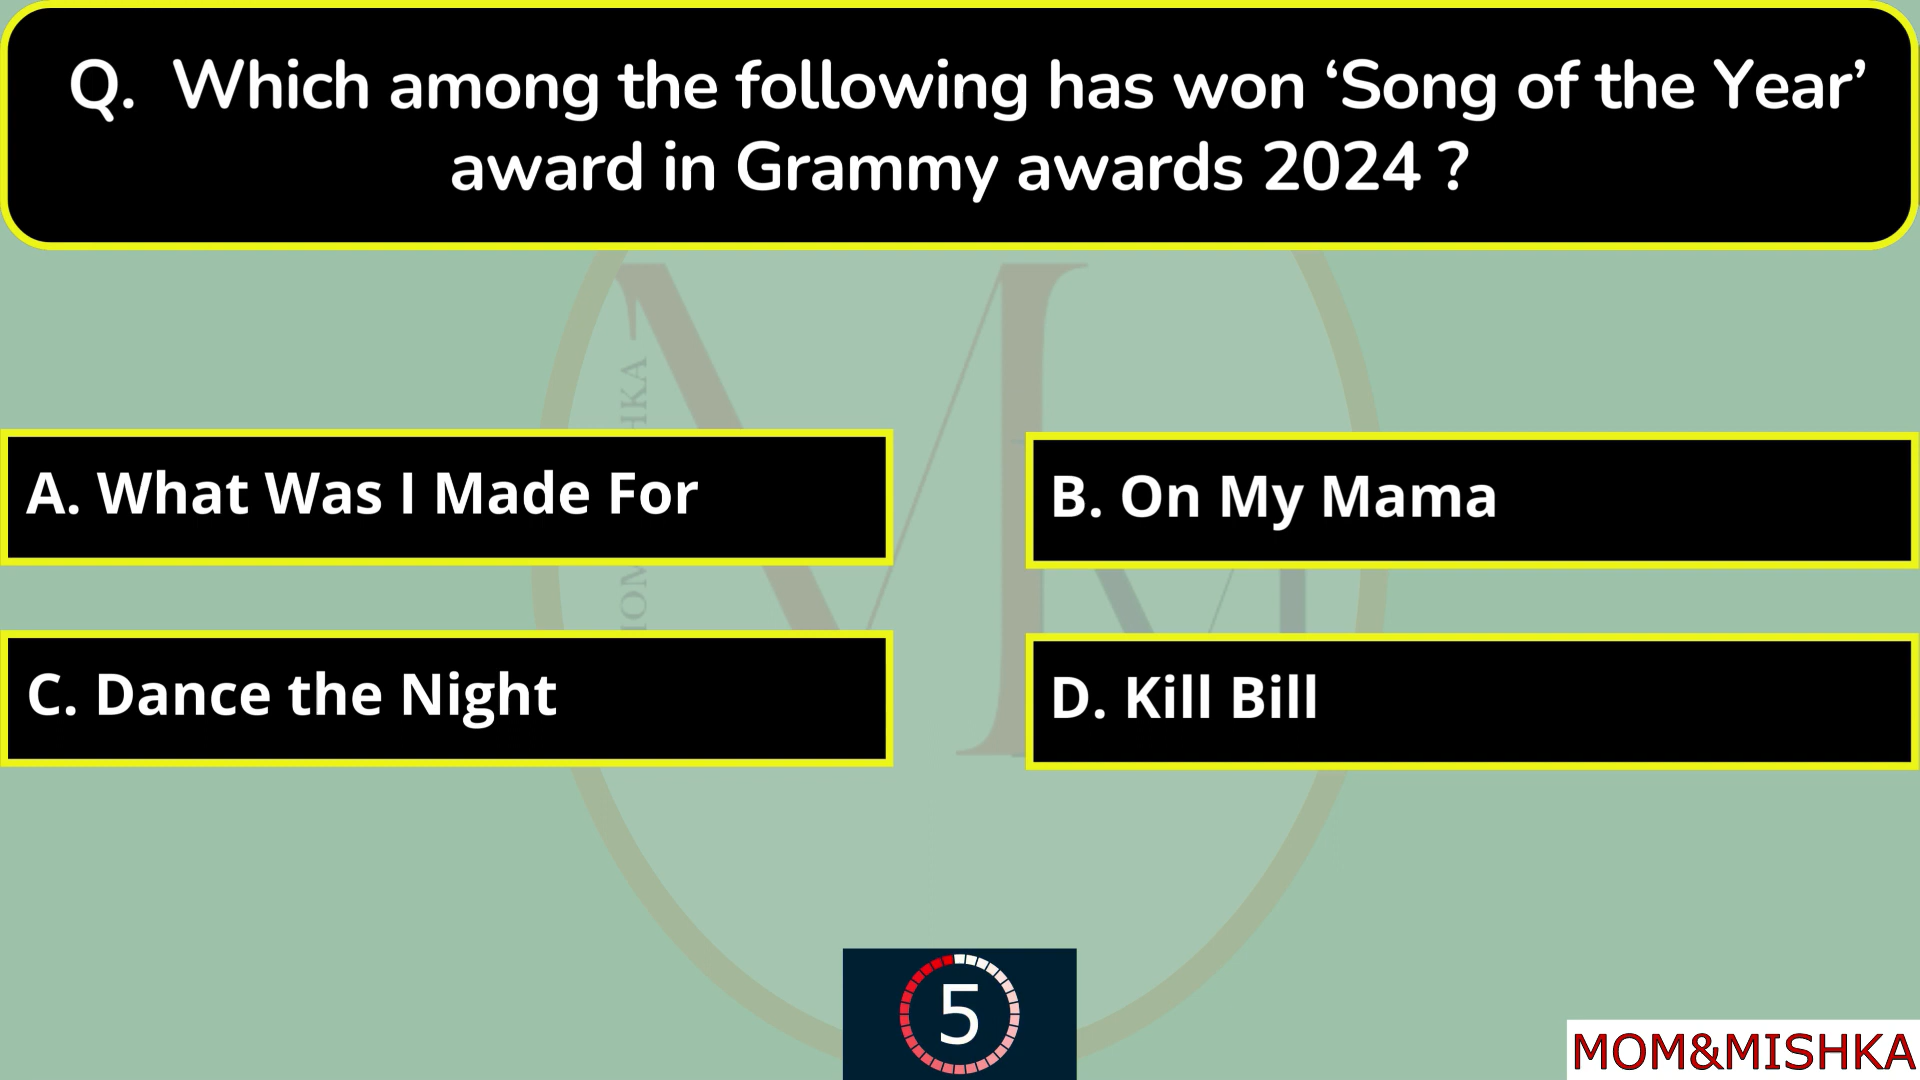 Q. Which among the following has won ‘Song of the Year’
award in Grammy awards 2024 ?
A. What Was I Made For
B. On My Mama
C. Dance the Night
D. Kill Bill
5
MOM&MISHKA